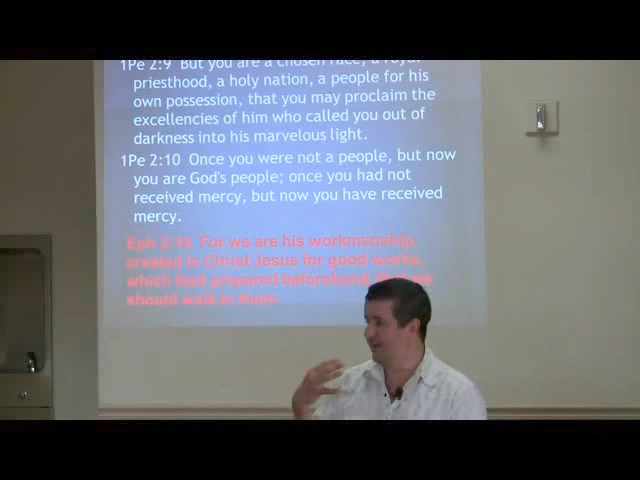 1Pe 2:9 But you are a chosen race, a royal
priesthood, a holy nation, a people for his
own possession, that you may proclaim the
excellencies of him who called you out of
darkness into his marvelous light.
1Pe 2:10 Once you were not a people, but now
you are God's people; once you had not
received mercy, but now you have received
mercy.
Eph 2:10 For we are his workmanship,
created in Christ Jesus for good works,
which God prepared beforehand, that we
should walk in them.